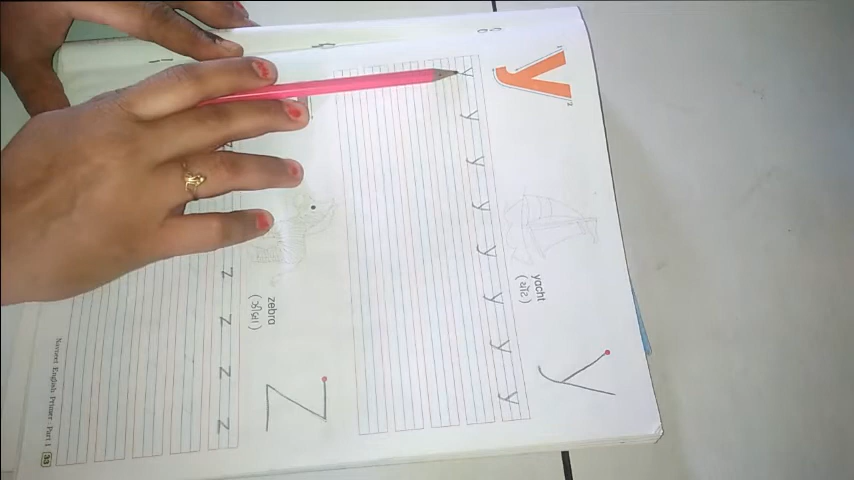 y
y
yacht
(યૉટ)
y y y y y y y y
z
zebra
z z z z
Navneet English Primer - Part 1 33